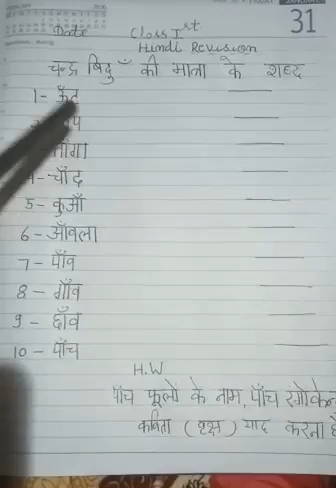 31
Date Class Ist
Hindi Revision
चन्द्र बिदु ँ की मात्रा के शब्द
1- ऊँट
ताँगा
4- चाँद
5- कुआँ
6- आँवला
7- पाँव
8- गाँव
9- छाँव
10- पाँच
H.W
पाँच फूलो के नाम, पाँच रंगो के
कविता (वृक्ष) याद करना है